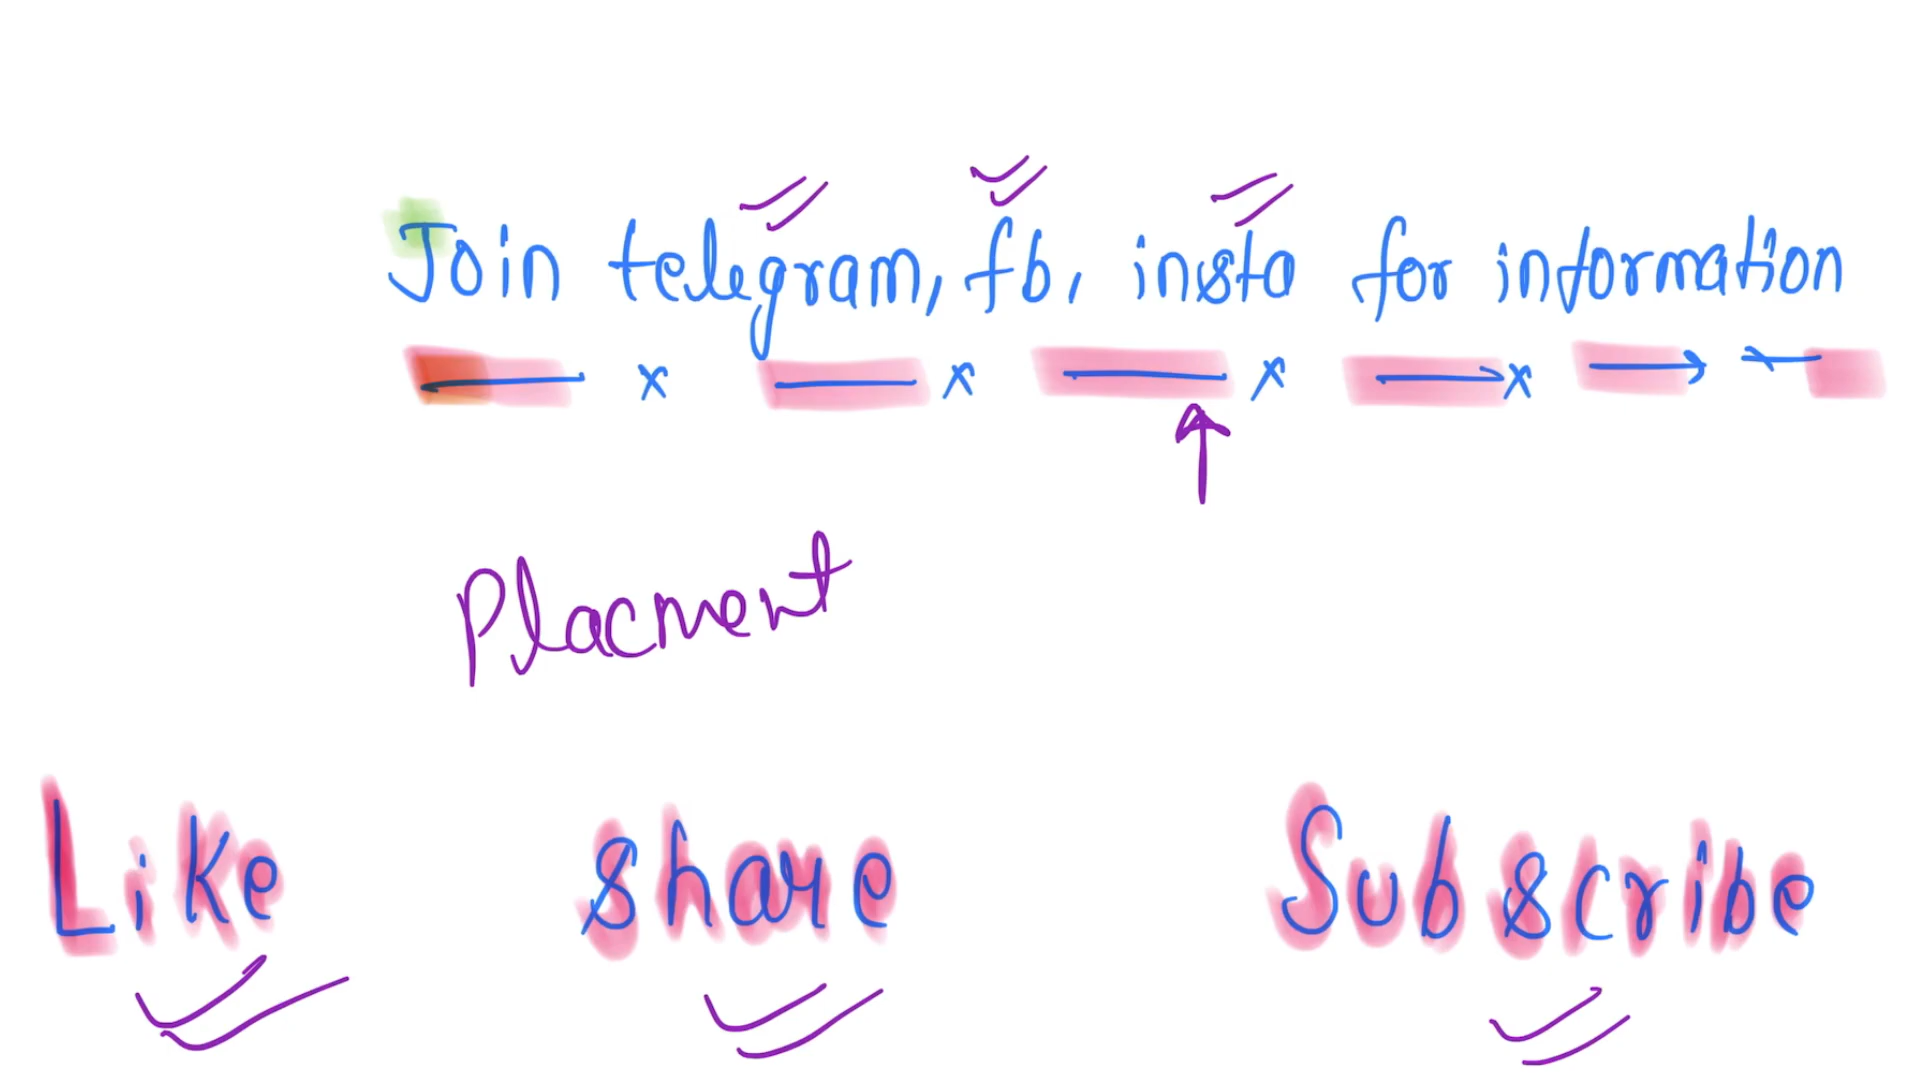 Join telegram, fb, insta for information
x x x x
Placment
Like share Subscribe